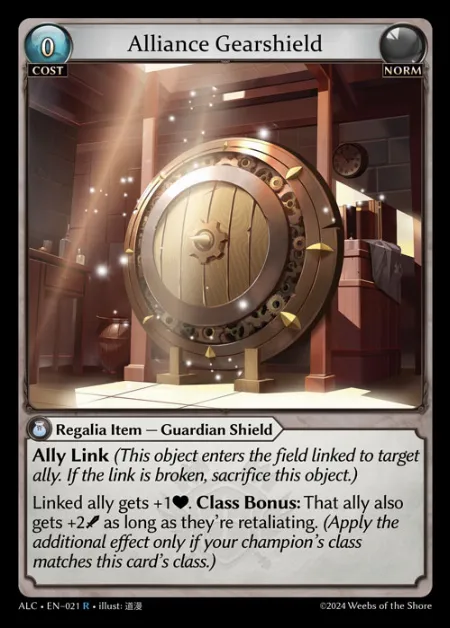 0
Alliance Gearshield
COST
NORM
Regalia Item — Guardian Shield
Ally Link (This object enters the field linked to target
ally. If the link is broken, sacrifice this object.)
Linked ally gets +1♥. Class Bonus: That ally also
gets +2 as long as they're retaliating. (Apply the
additional effect only if your champion's class
matches this card's class.)
ALC • EN-021 R • illust: 道漫
©2024 Weebs of the Shore